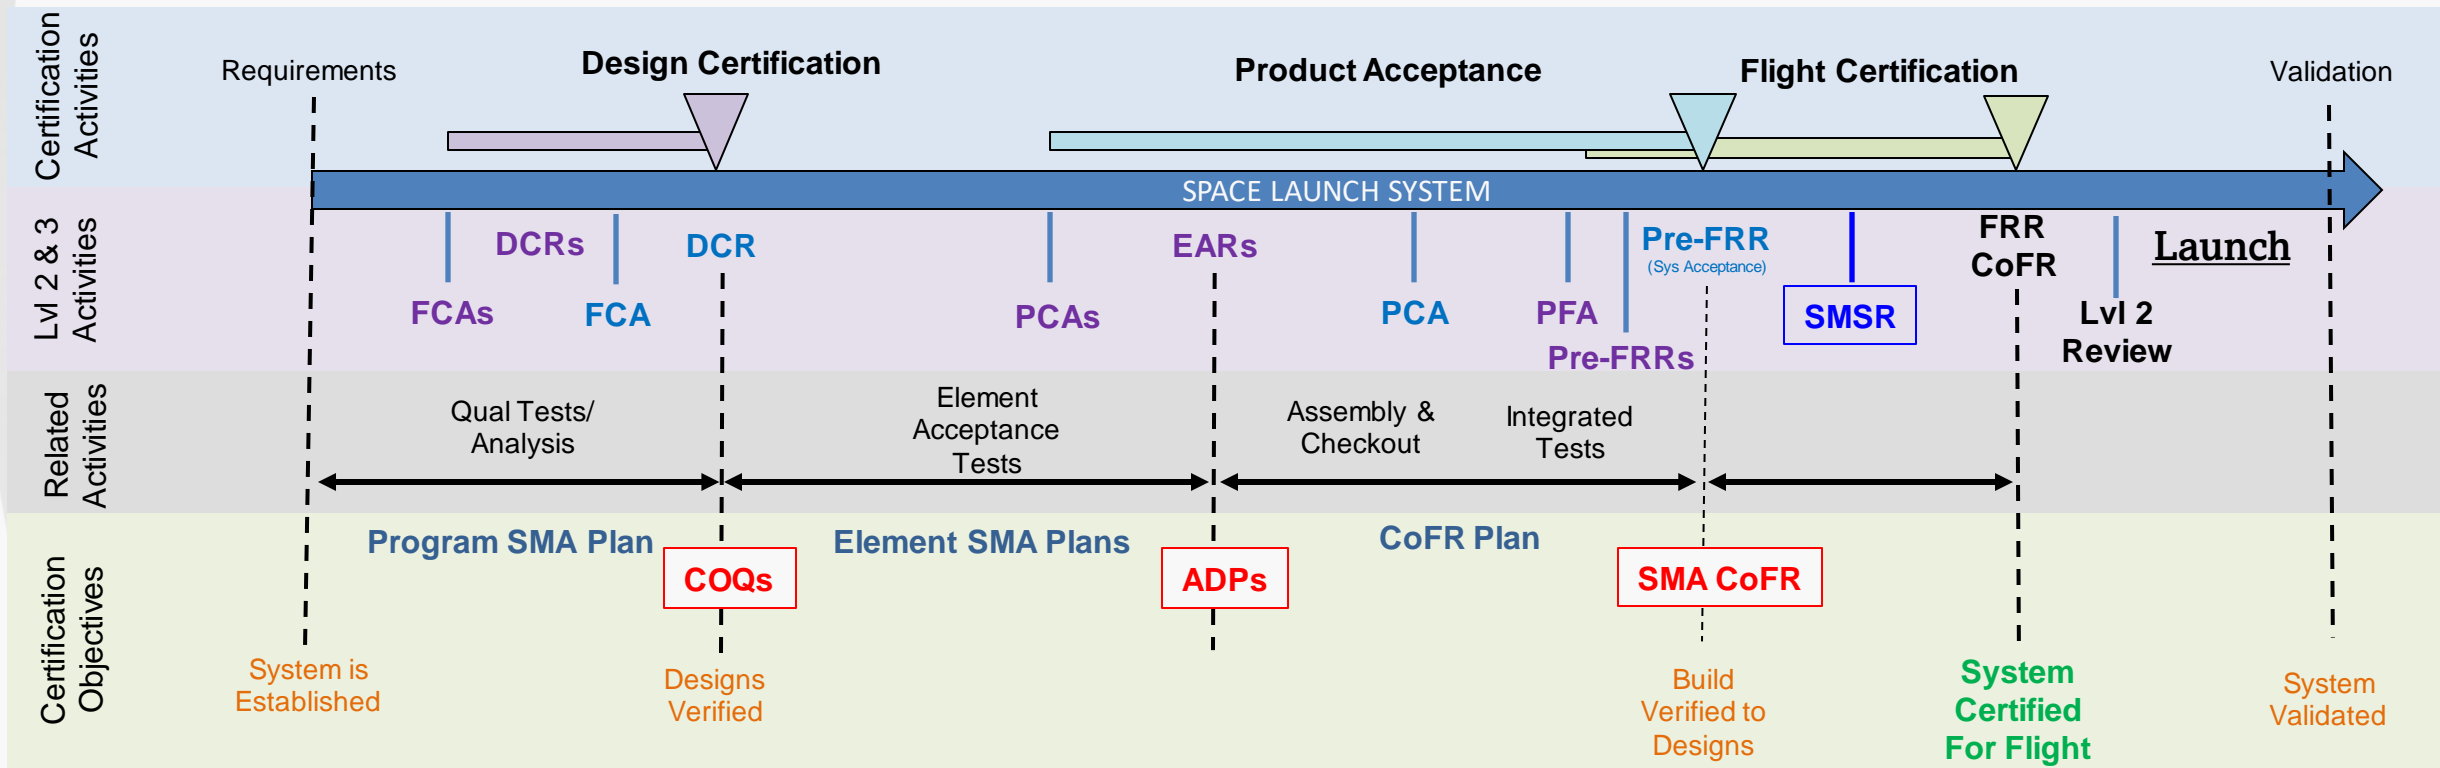 Certification
Activities
Requirements
Design Certification
Product Acceptance
Flight Certification
Validation
SPACE LAUNCH SYSTEM
Lvl 2 & 3
Activities
FCAs
DCRs
FCA
DCR
PCAs
EARs
PCA
PFA
Pre-FRRs
Pre-FRR
(Sys Acceptance)
SMSR
FRR
CoFR
Lvl 2
Review
Launch
Related
Activities
Qual Tests/
Analysis
Element
Acceptance
Tests
Assembly &
Checkout
Integrated
Tests
Certification
Objectives
Program SMA Plan
COQs
Element SMA Plans
ADPs
CoFR Plan
SMA CoFR
System is
Established
Designs
Verified
Build
Verified to
Designs
System
Certified
For Flight
System
Validated